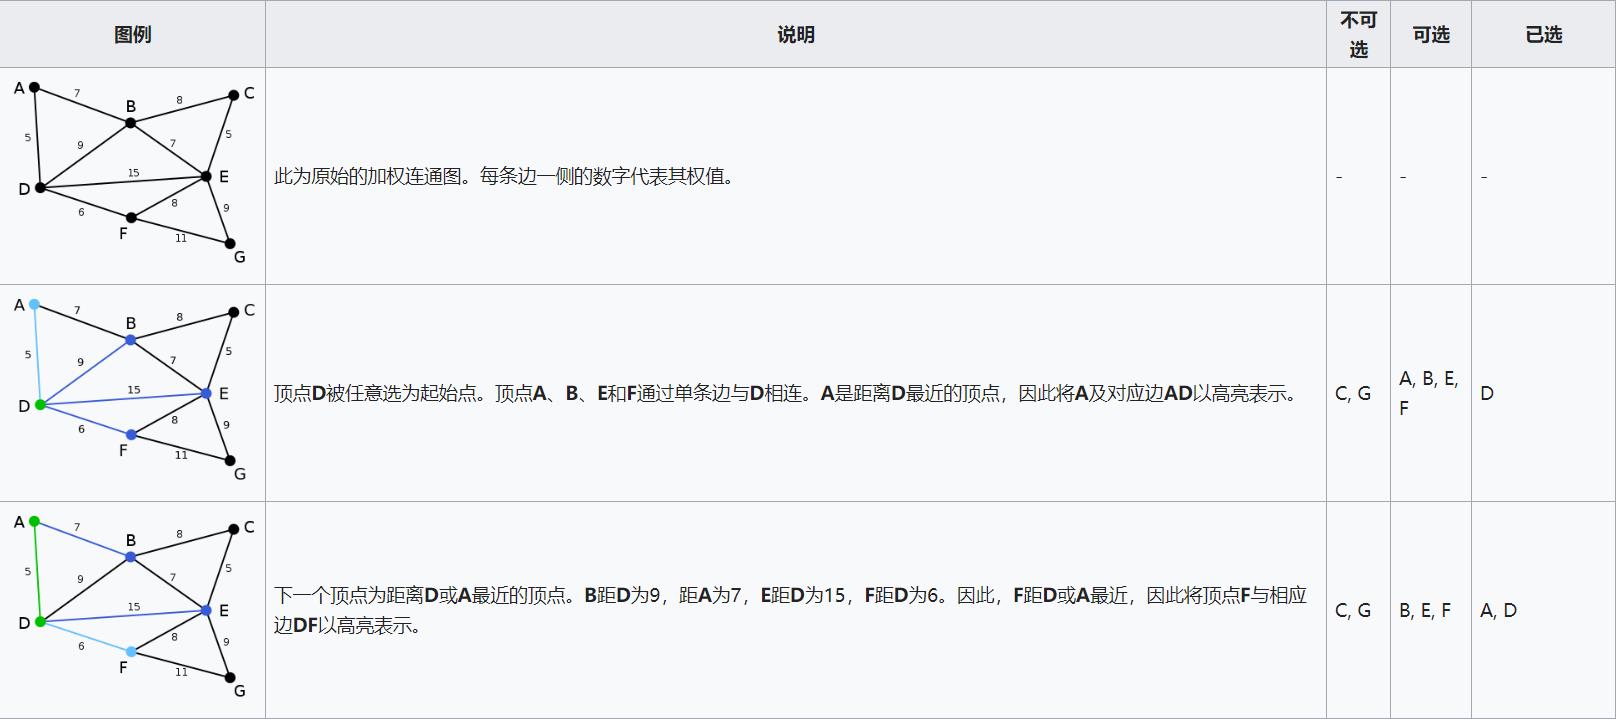 图例 说明 不可选 可选 已选
A 7 B 8 C
5 9 7 5
D 15 E
6 8 9
F 11 G
此为原始的加权连通图。每条边一侧的数字代表其权值。
- - -
A 7 B 8 C
5 9 7 5
D 15 E
6 8 9
F 11 G
顶点D被任意选为起始点。顶点A、B、E和F通过单条边与D相连。A是距离D最近的顶点，因此将A及对应边AD以高亮表示。
C, G
A, B, E,
F
D
A 7 B 8 C
5 9 7 5
D 15 E
6 8 9
F 11 G
下一个顶点为距离D或A最近的顶点。B距D为9，距A为7，E距D为15，F距D为6。因此，F距D或A最近，因此将顶点F与相应
边DF以高亮表示。
C, G
B, E, F
A, D